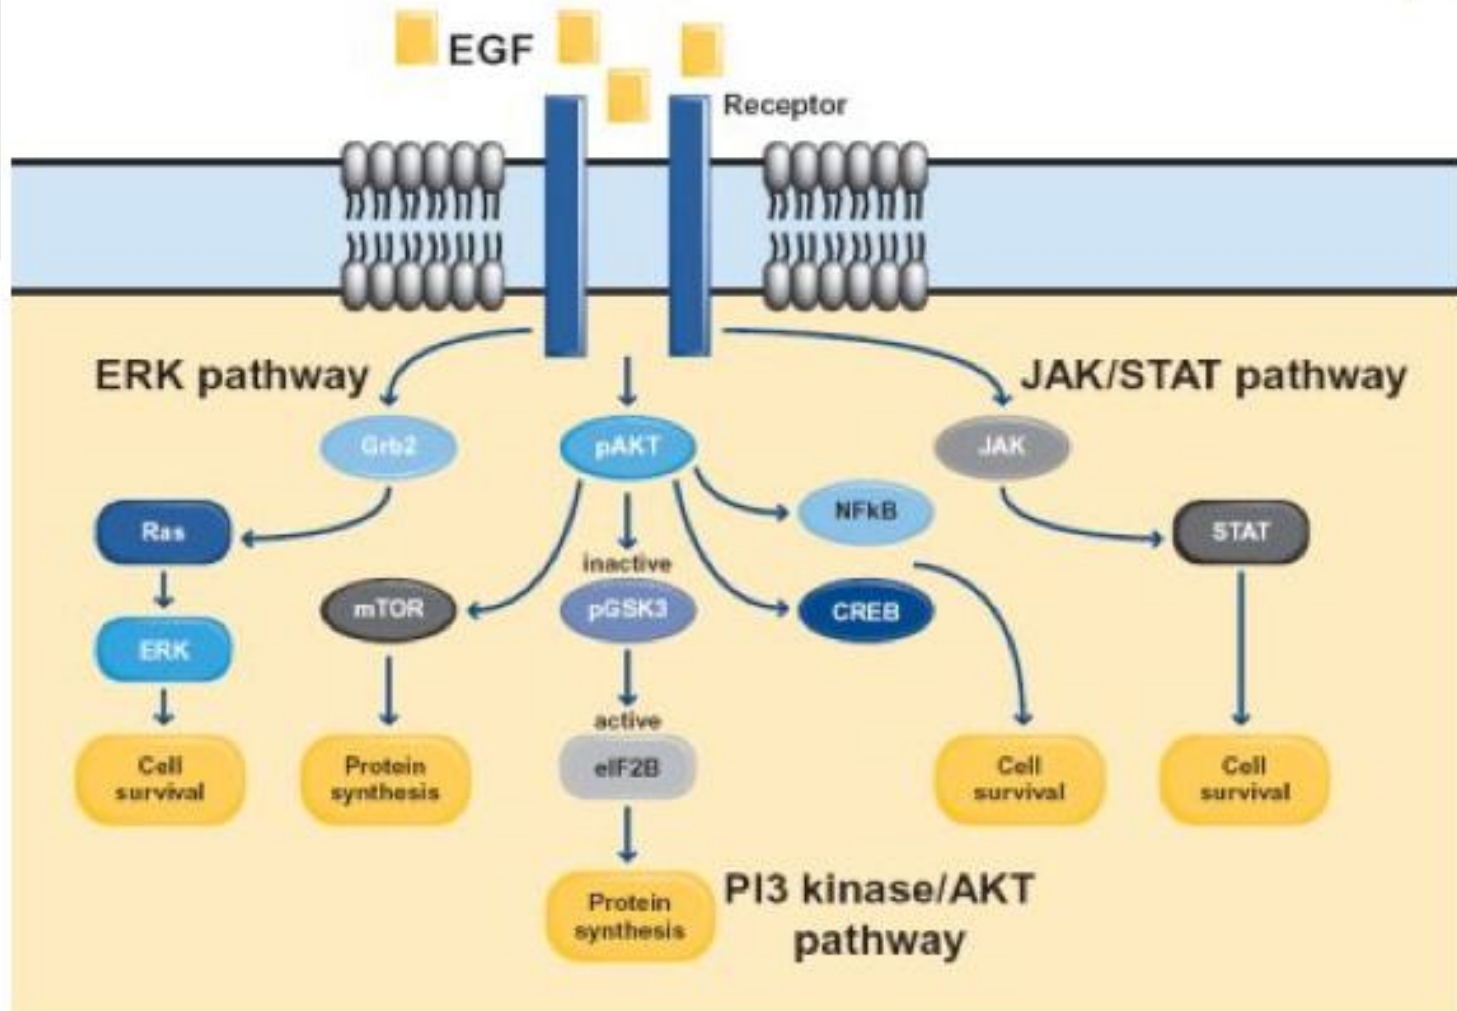 EGF
Receptor
ERK pathway
JAK/STAT pathway
Grb2
pAKT
JAK
NFkB
Ras
STAT
inactive
mTOR
pGSK3
CREB
ERK
active
eIF2B
Cell
survival
Protein
synthesis
Cell
survival
Cell
survival
Protein
synthesis
PI3 kinase/AKT
pathway